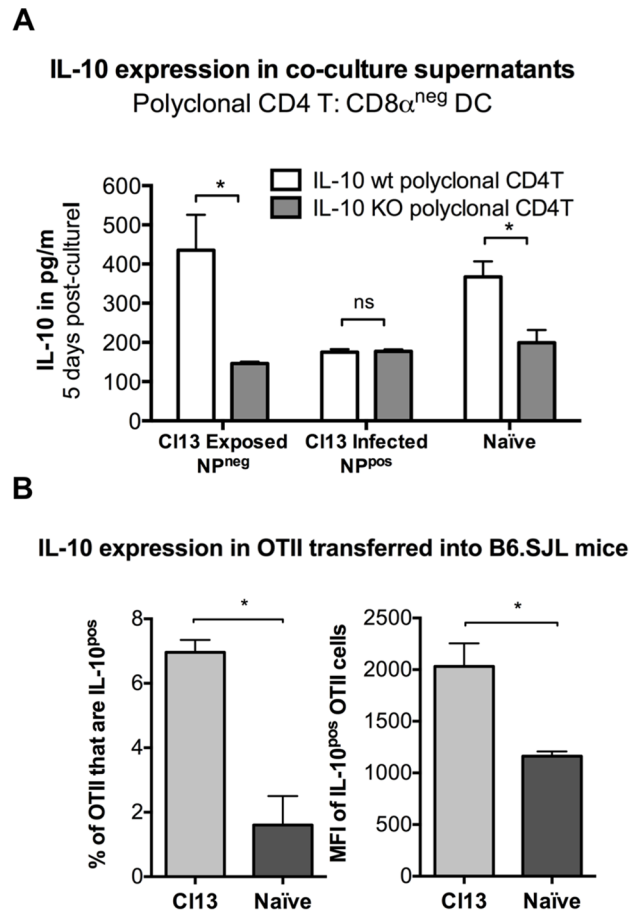 A
IL-10 expression in co-culture supernatants
Polyclonal CD4 T: CD8αneg DC
IL-10 in pg/m
5 days post-culturel
600
500
400
300
200
100
0
IL-10 wt polyclonal CD4T
IL-10 KO polyclonal CD4T
*
ns
*
Cl13 Exposed
NPneg
Cl13 Infected
NPpos
Naïve
B
IL-10 expression in OTII transferred into B6.SJL mice
% of OTII that are IL-10pos
8
6
4
2
0
*
Cl13
Naïve
MFI of IL-10pos OTII cells
2500
2000
1500
1000
500
0
*
Cl13
Naïve